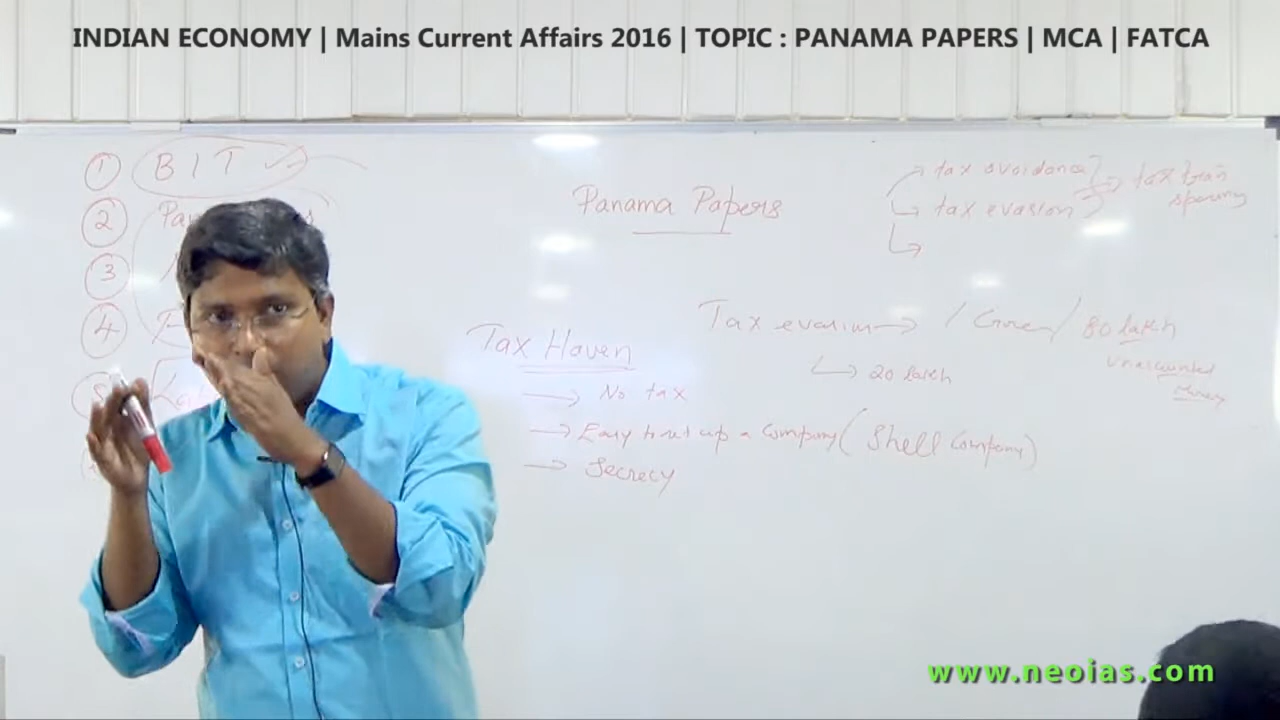 INDIAN ECONOMY | Mains Current Affairs 2016 | TOPIC : PANAMA PAPERS | MCA | FATCA
① BIT ✓
②
③
④
Panama Papers
tax avoidance
tax evasion
Tax Haven
→ No tax
→ Easy to set up a Company (Shell Company)
→ Secrecy
Tax evasion → 1 Crore / 80 lakh
↳ 20 lakh
unaccounted
money
www.neoias.com